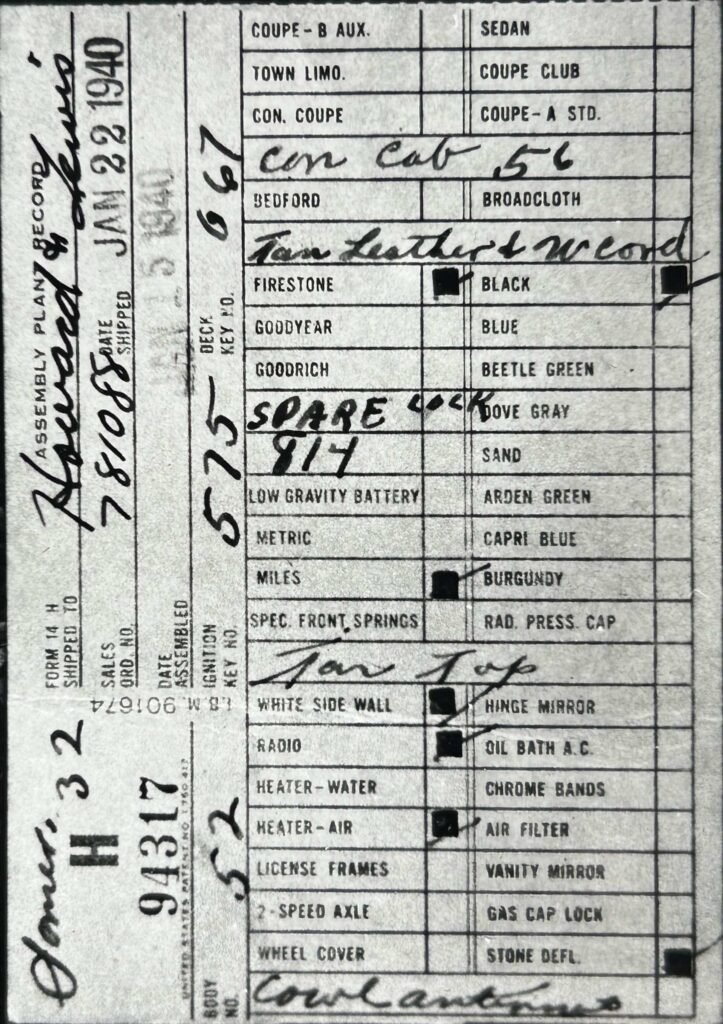 FORM 14 H ASSEMBLY PLANT RECORD
SHIPPED TO Howard & Lewis
SALES ORD. NO. 781088 DATE SHIPPED JAN 22 1940
DATE ASSEMBLED JAN 15 1940
IGNITION KEY NO. 575 DECK KEY NO. 667
I.B.M 901674
32
H
94317
UNITED STATES PATENT NO 1,780,417
BODY NO. 52
COUPE-B AUX. SEDAN
TOWN LIMO. COUPE CLUB
CON. COUPE COUPE-A STD.
Con Cab 56
BEDFORD BROADCLOTH
Tan Leather & W cord
FIRESTONE BLACK
GOODYEAR BLUE
GOODRICH BEETLE GREEN
SPARE LOCK DOVE GRAY
814 SAND
LOW GRAVITY BATTERY ARDEN GREEN
METRIC CAPRI BLUE
MILES BURGUNDY
SPEC. FRONT SPRINGS RAD. PRESS. CAP
Tan Top
WHITE SIDE WALL HINGE MIRROR
RADIO OIL BATH A.C.
HEATER-WATER CHROME BANDS
HEATER-AIR AIR FILTER
LICENSE FRAMES VANITY MIRROR
2-SPEED AXLE GAS CAP LOCK
WHEEL COVER STONE DEFL.
Cowl antenna